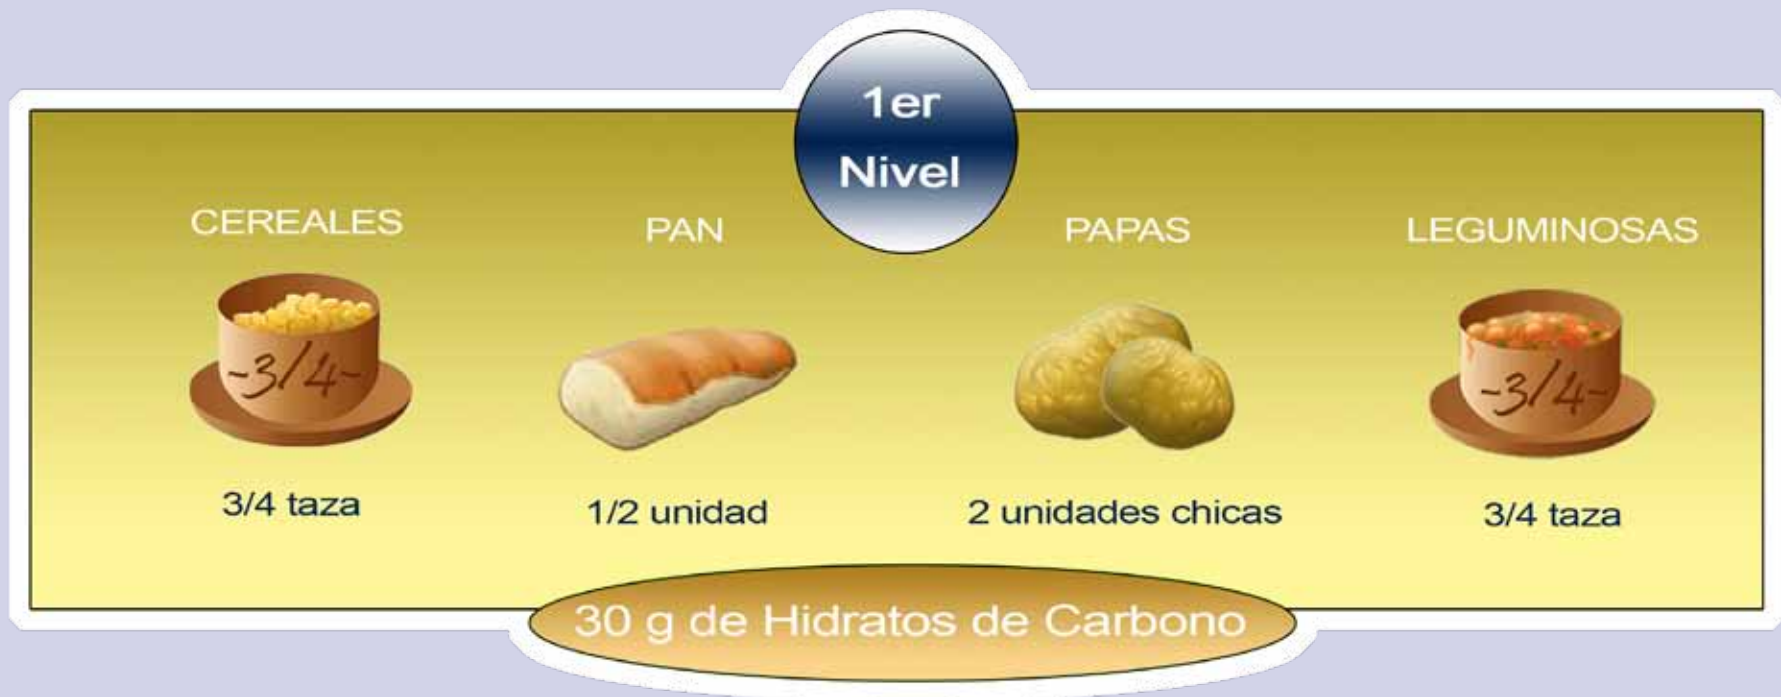 1er
Nivel
CEREALES
PAN
PAPAS
LEGUMINOSAS
-3/4-
-3/4-
3/4 taza
1/2 unidad
2 unidades chicas
3/4 taza
30 g de Hidratos de Carbono